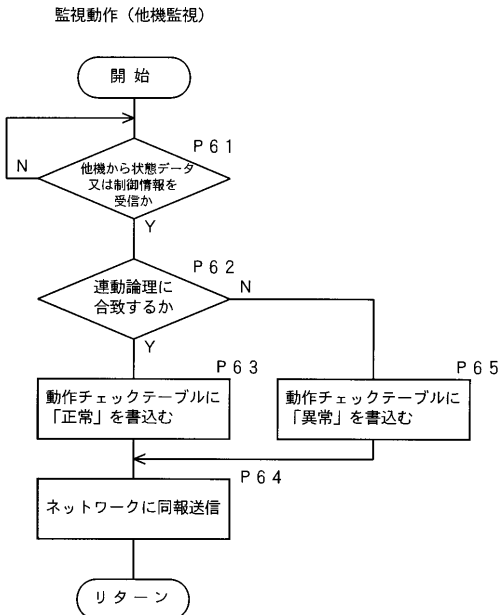 監視動作（他機監視）
開始
P61
他機から状態データ
又は制御情報を
受信か
N
Y
P62
連動論理に
合致するか
N
Y
P63
動作チェックテーブルに
「正常」を書込む
P65
動作チェックテーブルに
「異常」を書込む
P64
ネットワークに同報送信
リターン